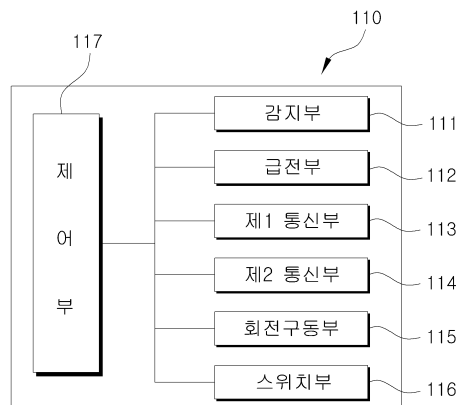 110
117
제
어
부
감지부
111
급전부
112
제1 통신부
113
제2 통신부
114
회전구동부
115
스위치부
116